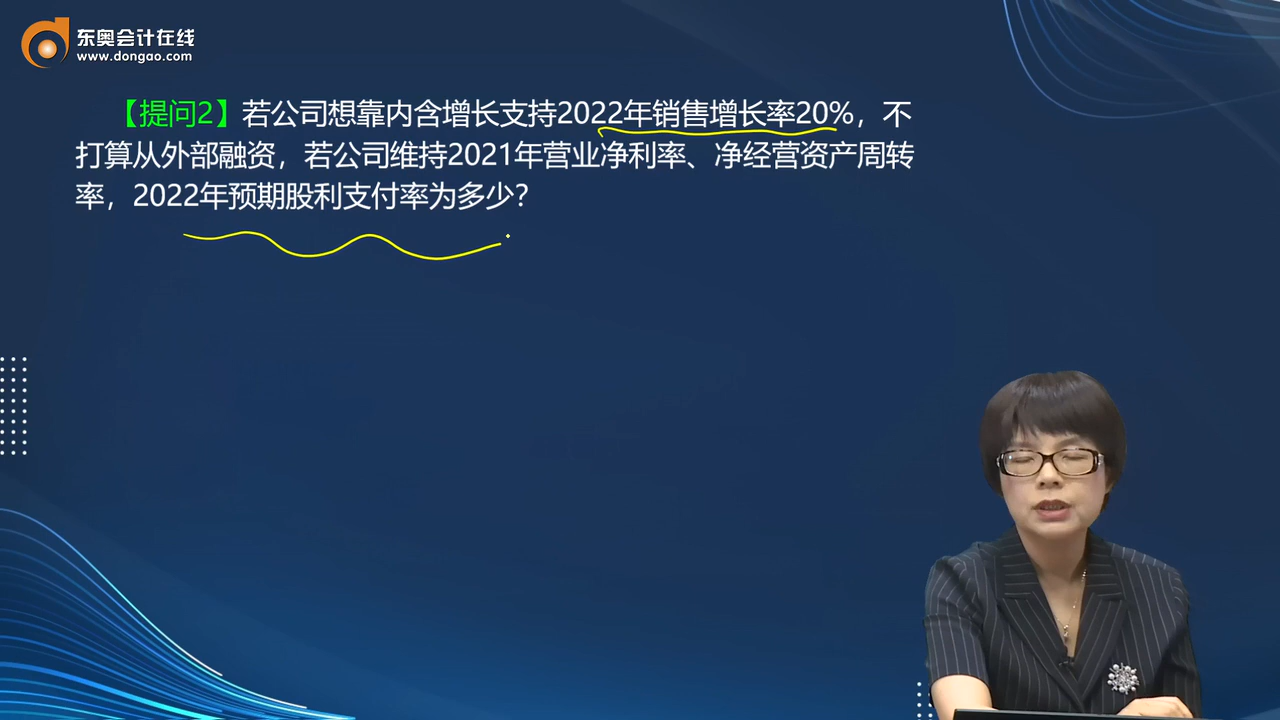 东奥会计在线
www.dongao.com
【提问2】若公司想靠内含增长支持2022年销售增长率20%，不
打算从外部融资，若公司维持2021年营业净利率、净经营资产周转
率，2022年预期股利支付率为多少？